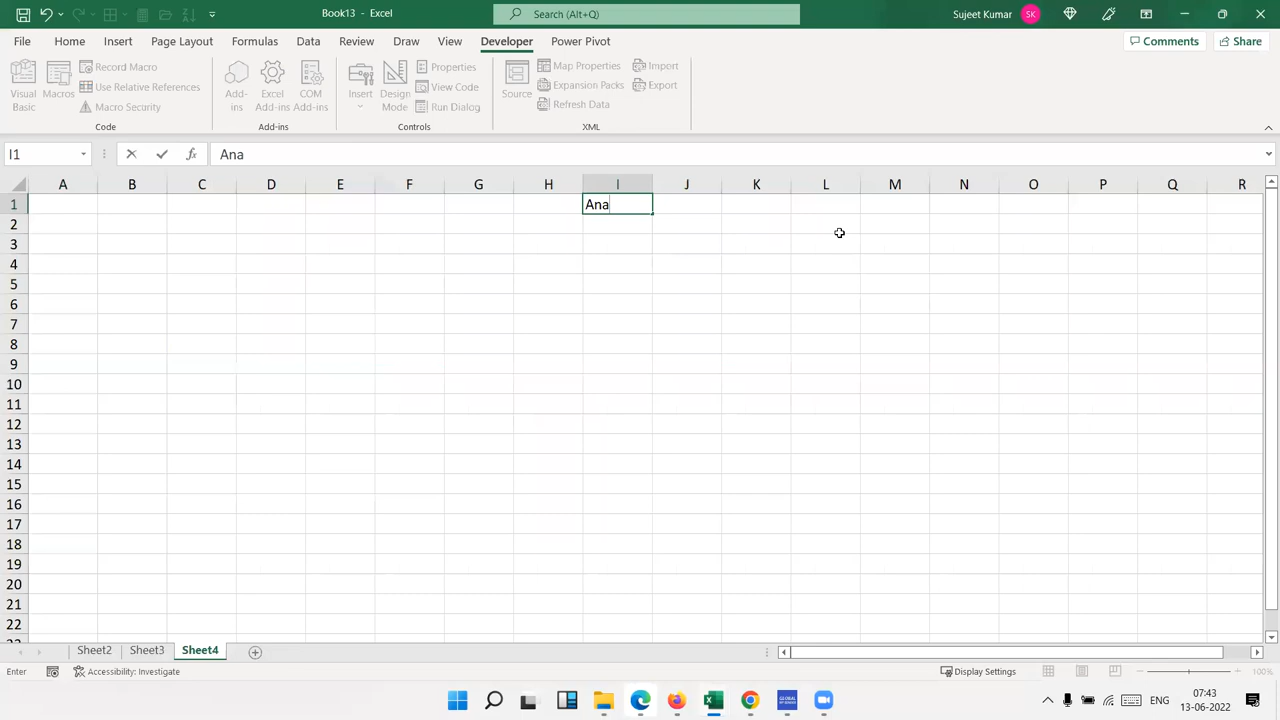 Book13 - Excel
Search (Alt+Q)
Sujeet Kumar
SK
File Home Insert Page Layout Formulas Data Review Draw View Developer Power Pivot
Comments
Share
Visual Basic
Macros
Record Macro
Use Relative References
Macro Security
Code
Add-ins
Excel Add-ins
COM Add-ins
Add-ins
Insert
Design Mode
Properties
View Code
Run Dialog
Controls
Source
Map Properties
Expansion Packs
Refresh Data
Import
Export
XML
I1
fx
Ana
A B C D E F G H I J K L M N O P Q R
1 Ana
2
3
4
5
6
7
8
9
10
11
12
13
14
15
16
17
18
19
20
21
22
Sheet2 Sheet3 Sheet4
Enter
Accessibility: Investigate
Display Settings
100%
ENG
07:43
13-06-2022